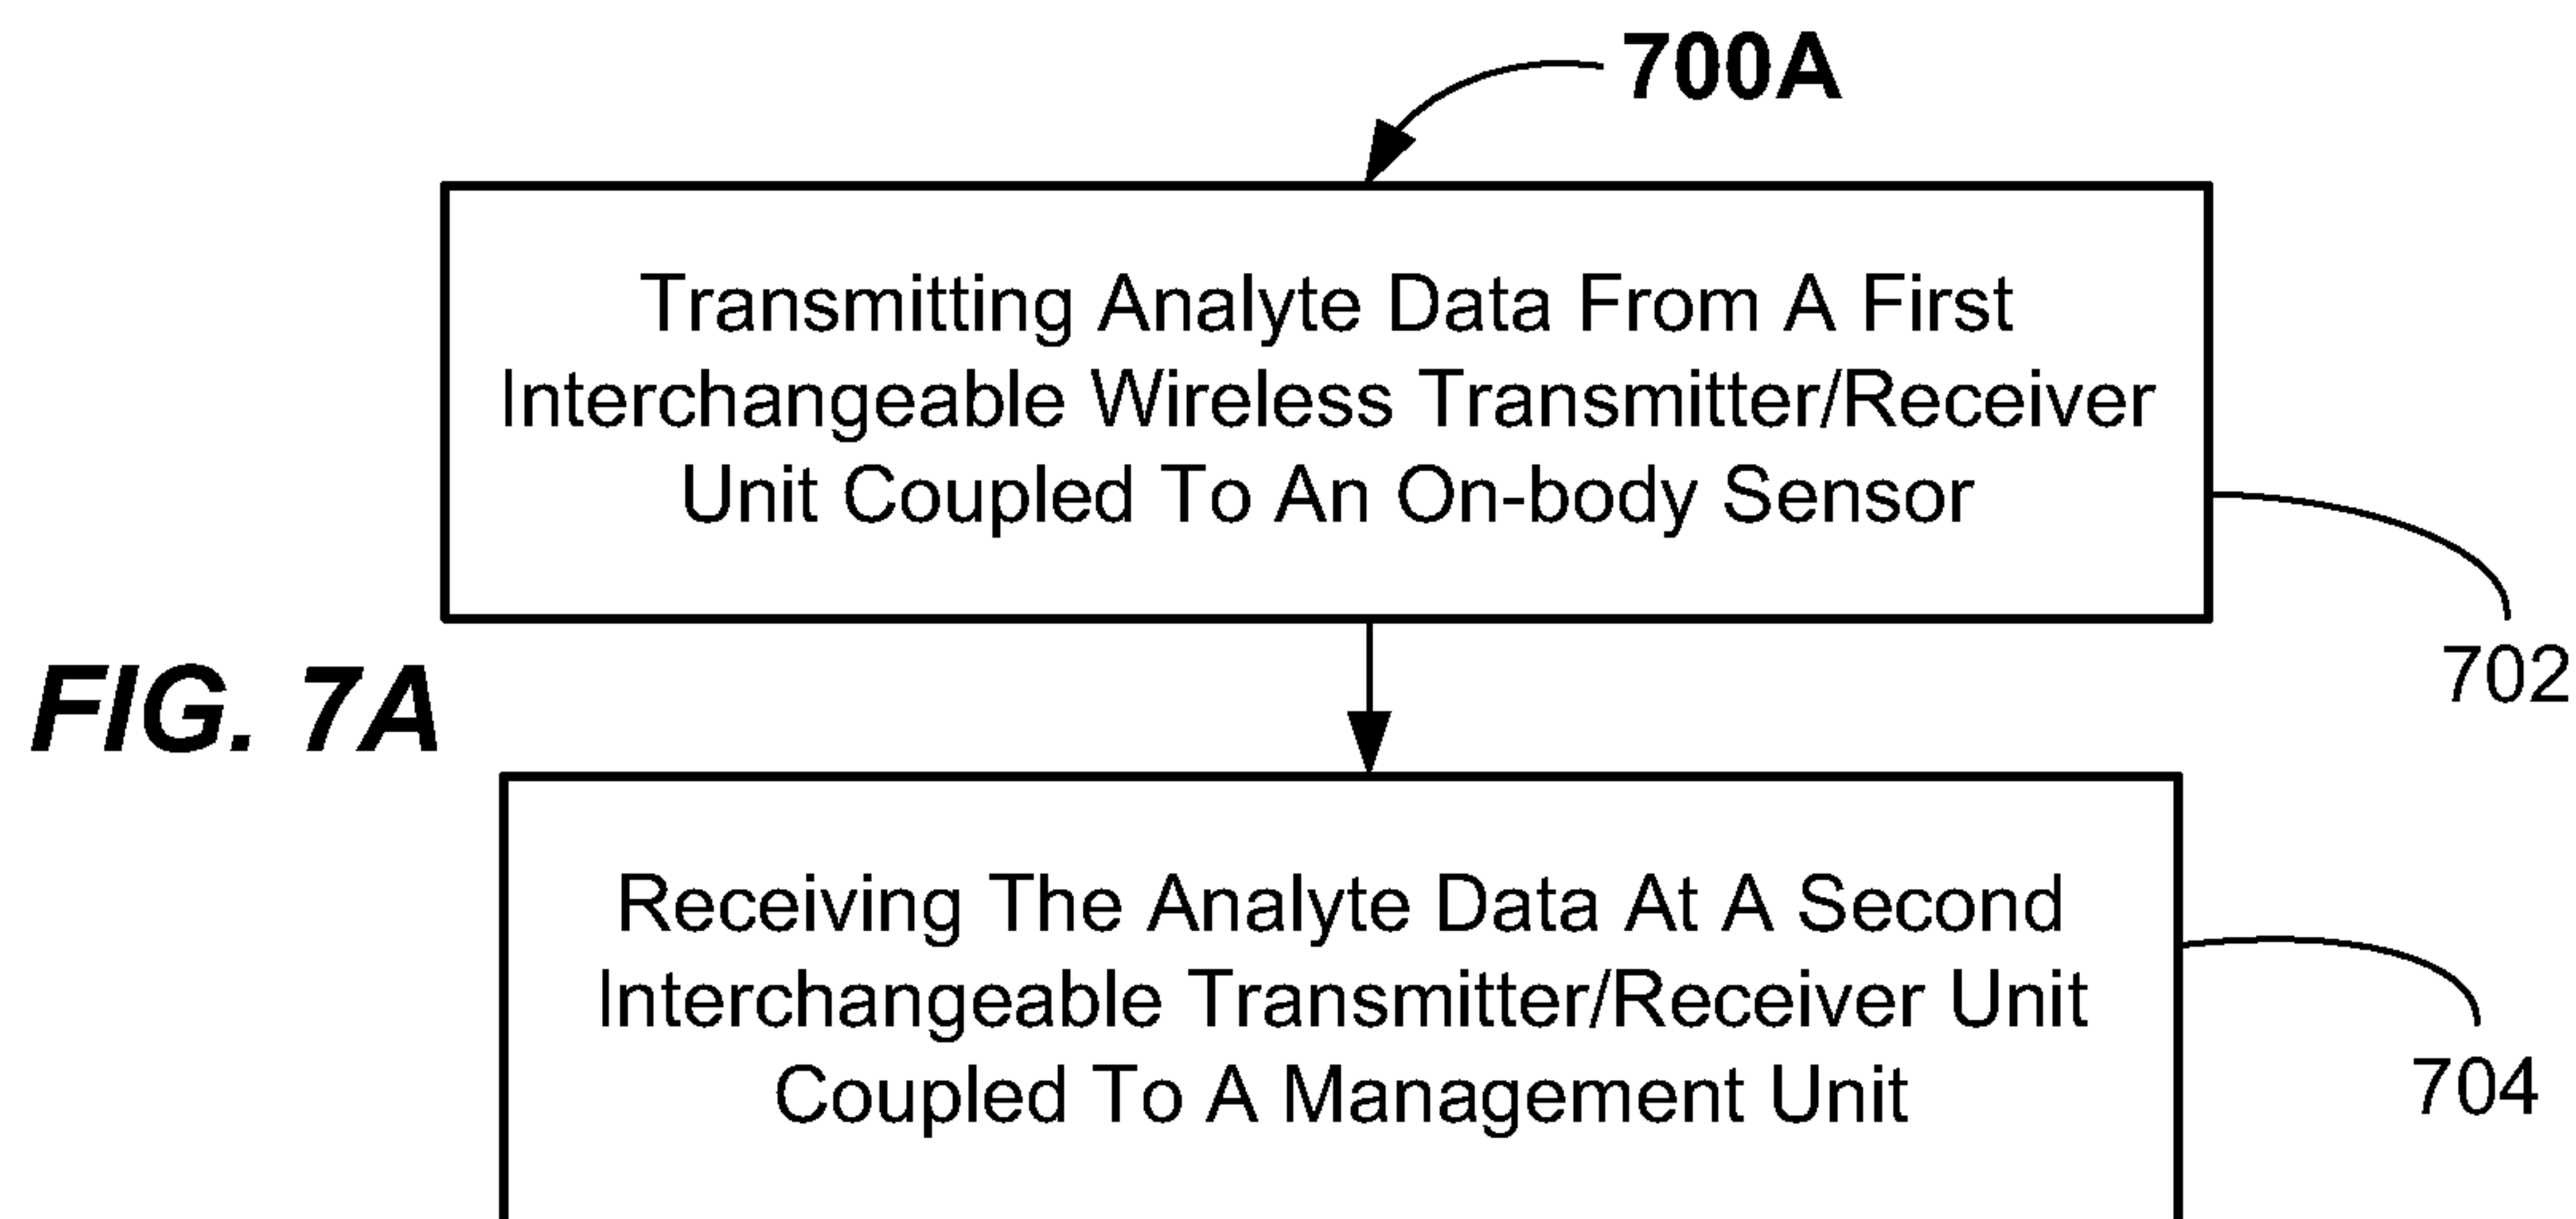 700A
Transmitting Analyte Data From A First
Interchangeable Wireless Transmitter/Receiver
Unit Coupled To An On-body Sensor
702
FIG. 7A
Receiving The Analyte Data At A Second
Interchangeable Transmitter/Receiver Unit
Coupled To A Management Unit
704